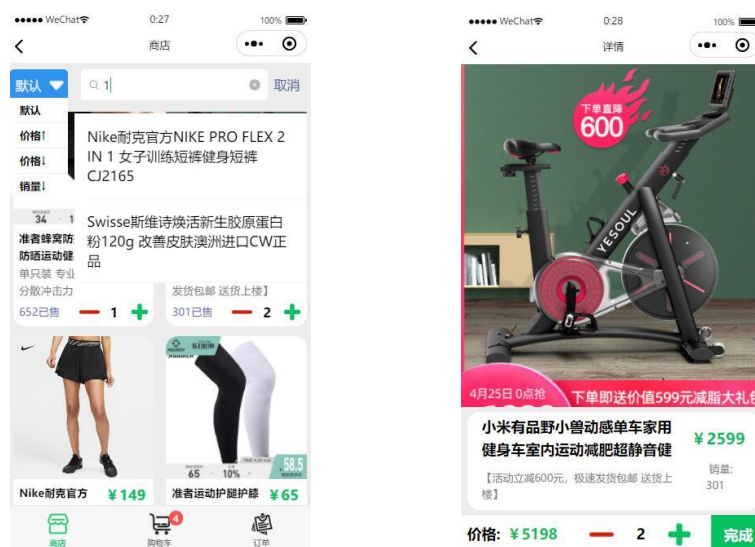 WeChat
0:27
100%
商店
默认
1
取消
默认
价格↑
价格↓
销量↓
Nike耐克官方NIKE PRO FLEX 2
IN 1 女子训练短裤健身短裤
CJ2165
Swisse斯维诗焕活新生胶原蛋白
粉120g 改善皮肤澳洲进口CW正
品
34
准者蜂窝防
防晒运动健
单只装 专业
分散冲击力
发货包邮 送货上楼】
652已售
1
301已售
2
65
10%
58.5
Nike耐克官方
¥149
准者运动护腿护膝
¥65
商店
购物车
4
订单
WeChat
0:28
100%
详情
下单直降
600
YESOUL
4月25日 0点抢
下单即送价值599元减脂大礼包
小米有品野小兽动感单车家用
健身车室内运动减肥超静音健
¥2599
【活动立减600元，极速发货包邮 送货上
楼】
销量:
301
价格:
¥5198
2
完成